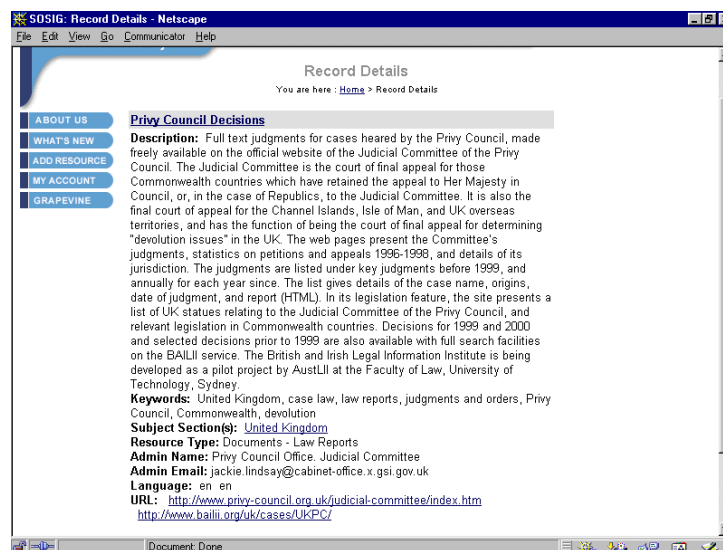 SOSIG: Record Details - Netscape
File Edit View Go Communicator Help
Record Details
You are here : Home > Record Details
ABOUT US
WHAT'S NEW
ADD RESOURCE
MY ACCOUNT
GRAPEVINE
Privy Council Decisions
Description: Full text judgments for cases heared by the Privy Council, made
freely available on the official website of the Judicial Committee of the Privy
Council. The Judicial Committee is the court of final appeal for those
Commonwealth countries which have retained the appeal to Her Majesty in
Council, or, in the case of Republics, to the Judicial Committee. It is also the
final court of appeal for the Channel Islands, Isle of Man, and UK overseas
territories, and has the function of being the court of final appeal for determining
"devolution issues" in the UK. The web pages present the Committee's
judgments, statistics on petitions and appeals 1996-1998, and details of its
jurisdiction. The judgments are listed under key judgments before 1999, and
annually for each year since. The list gives details of the case name, origins,
date of judgment, and report (HTML). In its legislation feature, the site presents a
list of UK statues relating to the Judicial Committee of the Privy Council, and
relevant legislation in Commonwealth countries. Decisions for 1999 and 2000
and selected decisions prior to 1999 are also available with full search facilities
on the BAILII service. The British and Irish Legal Information Institute is being
developed as a pilot project by AustLII at the Faculty of Law, University of
Technology, Sydney.
Keywords: United Kingdom, case law, law reports, judgments and orders, Privy
Council, Commonwealth, devolution
Subject Section(s): United Kingdom
Resource Type: Documents - Law Reports
Admin Name: Privy Council Office. Judicial Committee
Admin Email: jackie.lindsay@cabinet-office.x.gsi.gov.uk
Language: en en
URL: http://www.privy-council.org.uk/judicial-committee/index.htm
http://www.bailii.org/uk/cases/UKPC/
Document: Done